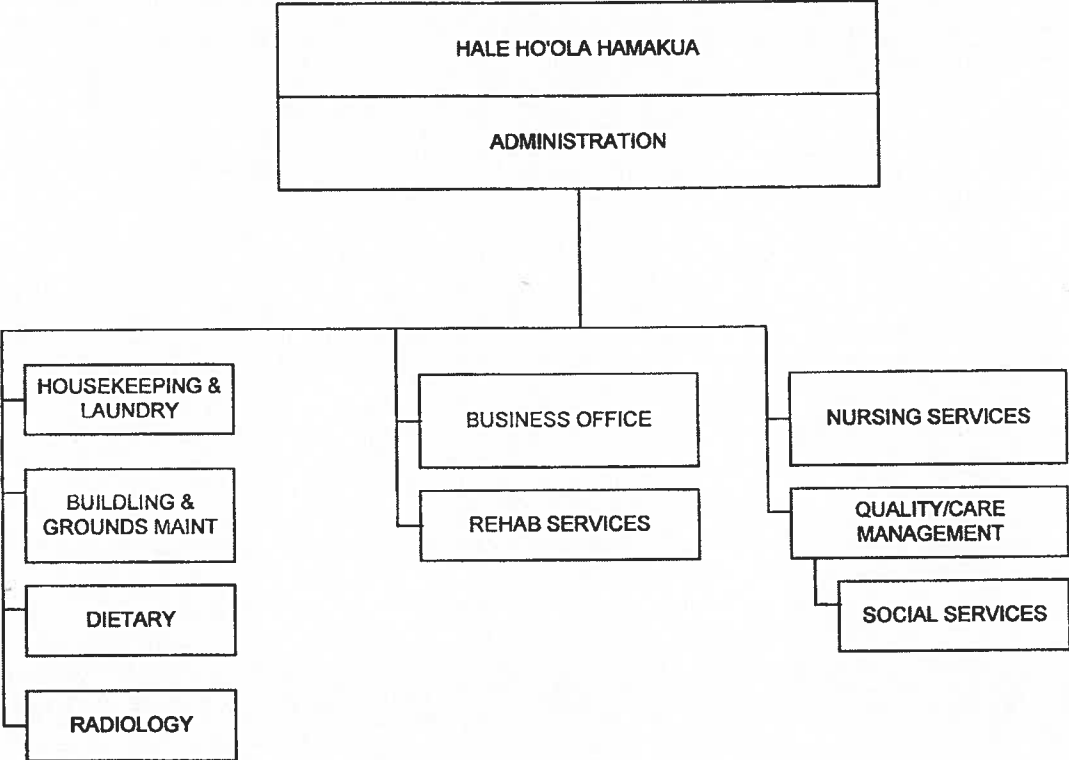 HALE HO'OLA HAMAKUA
ADMINISTRATION
HOUSEKEEPING &
LAUNDRY
BUILDLING &
GROUNDS MAINT
DIETARY
RADIOLOGY
BUSINESS OFFICE
REHAB SERVICES
NURSING SERVICES
QUALITY/CARE
MANAGEMENT
SOCIAL SERVICES